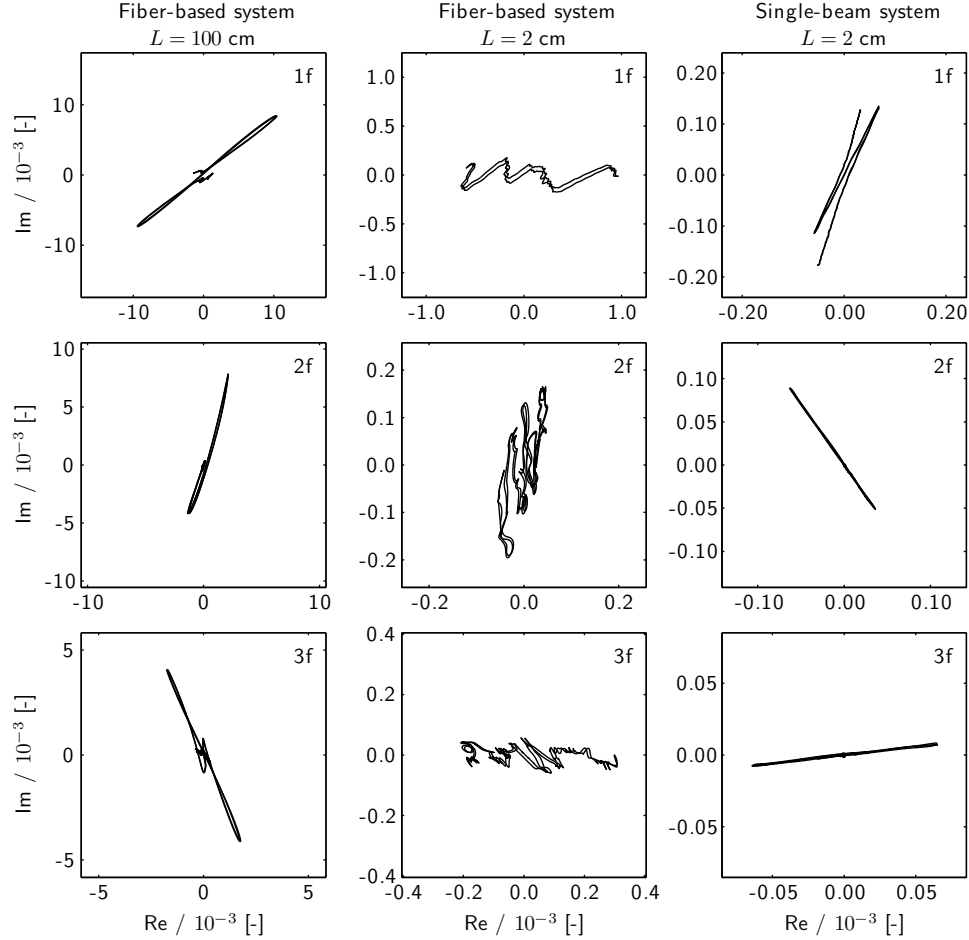 Fiber-based system Fiber-based system Single-beam system
L = 100 cm L = 2 cm L = 2 cm
1f 1f 1f
Im / 10⁻³ [-]
10 1.0 0.20
0.5 0.10
0 0.0 0.00
-0.5 -0.10
-10 -1.0 -0.20
-10 0 10 -1.0 0.0 1.0 -0.20 0.00 0.20
2f 2f 2f
Im / 10⁻³ [-]
10 0.2 0.10
5 0.1 0.05
0 0.0 0.00
-5 -0.1 -0.05
-10 -0.2 -0.10
-10 0 10 -0.2 0.0 0.2 -0.10 0.00 0.10
3f 3f 3f
Im / 10⁻³ [-]
5 0.4 0.05
0.2
0 0.0 0.00
-0.2
-5 -0.4 -0.05
-5 0 5 -0.4 -0.2 0.0 0.2 0.4 -0.05 0.00 0.05
Re / 10⁻³ [-] Re / 10⁻³ [-] Re / 10⁻³ [-]